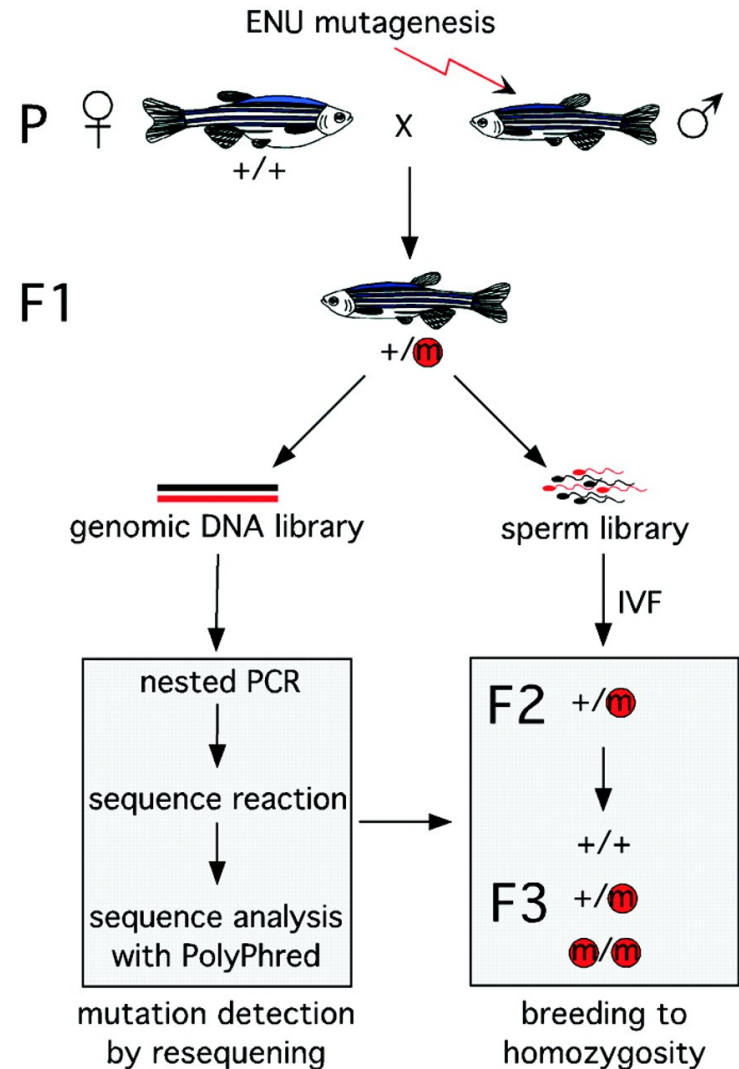 ENU mutagenesis
P ♀ x ♂
+/+
F1
+/m
genomic DNA library
sperm library
IVF
nested PCR
sequence reaction
sequence analysis
with PolyPhred
mutation detection
by resequening
F2 +/m
+/+
F3 +/m
m/m
breeding to
homozygosity